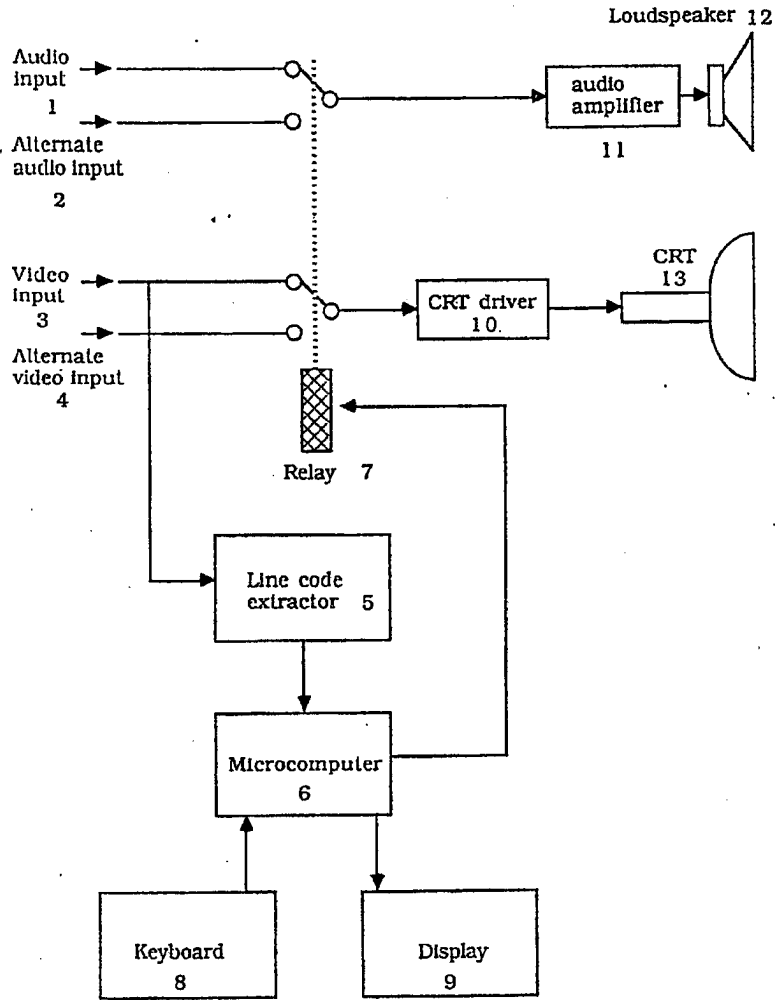 Loudspeaker 12
Audio
input
1
Alternate
audio input
2
audio
amplifier
11
Video
input
3
Alternate
video input
4
CRT driver
10.
CRT
13
Relay 7
Line code
extractor 5
Microcomputer
6
Keyboard
8
Display
9